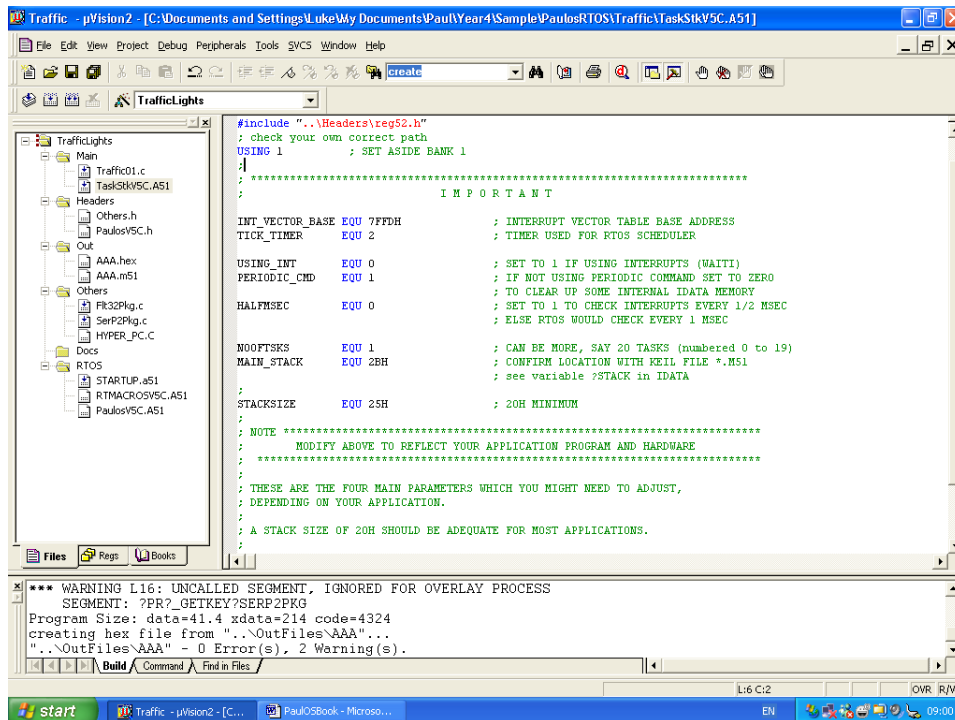 Traffic - µVision2 - [C:\Documents and Settings\Luke\My Documents\Paul\Year4\Sample\PaulosRTOS\Traffic\TaskStkV5C.A51]
File Edit View Project Debug Peripherals Tools SVCS Window Help
create
TrafficLights
TrafficLights
Main
Traffic01.c
TaskStkV5C.A51
Headers
Others.h
PaulosV5C.h
Out
AAA.hex
AAA.m51
Others
Flt32Pkg.c
SerP2Pkg.c
HYPER_PC.C
Docs
RTOS
STARTUP.a51
RTMACROSV5C.A51
PaulosV5C.A51
Files Regs Books
#include "..\Headers\reg52.h"
; check your own correct path
USING 1 ; SET ASIDE BANK 1
;
; ****************************************************************************
; I M P O R T A N T
INT_VECTOR_BASE EQU 7FFDH ; INTERRUPT VECTOR TABLE BASE ADDRESS
TICK_TIMER EQU 2 ; TIMER USED FOR RTOS SCHEDULER
USING_INT EQU 0 ; SET TO 1 IF USING INTERRUPTS (WAITI)
PERIODIC_CMD EQU 1 ; IF NOT USING PERIODIC COMMAND SET TO ZERO
; TO CLEAR UP SOME INTERNAL IDATA MEMORY
HALFMSEC EQU 0 ; SET TO 1 TO CHECK INTERRUPTS EVERY 1/2 MSEC
; ELSE RTOS WOULD CHECK EVERY 1 MSEC
NOOFTSKS EQU 1 ; CAN BE MORE, SAY 20 TASKS (numbered 0 to 19)
MAIN_STACK EQU 2BH ; CONFIRM LOCATION WITH KEIL FILE *.M51
; see variable ?STACK in IDATA
;
STACKSIZE EQU 25H ; 20H MINIMUM
;
; NOTE *************************************************************************
; MODIFY ABOVE TO REFLECT YOUR APPLICATION PROGRAM AND HARDWARE
; *****************************************************************************
;
; THESE ARE THE FOUR MAIN PARAMETERS WHICH YOU MIGHT NEED TO ADJUST,
; DEPENDING ON YOUR APPLICATION.
;
; A STACK SIZE OF 20H SHOULD BE ADEQUATE FOR MOST APPLICATIONS.
;
*** WARNING L16: UNCALLED SEGMENT, IGNORED FOR OVERLAY PROCESS
SEGMENT: ?PR?_GETKEY?SERP2PKG
Program Size: data=41.4 xdata=214 code=4324
creating hex file from "..\OutFiles\AAA"...
"..\OutFiles\AAA" - 0 Error(s), 2 Warning(s).
Build Command Find in Files
L:6 C:2 OVR R/W
start Traffic - µVision2 - [C... PaulOSBook - Microso... EN 09:00